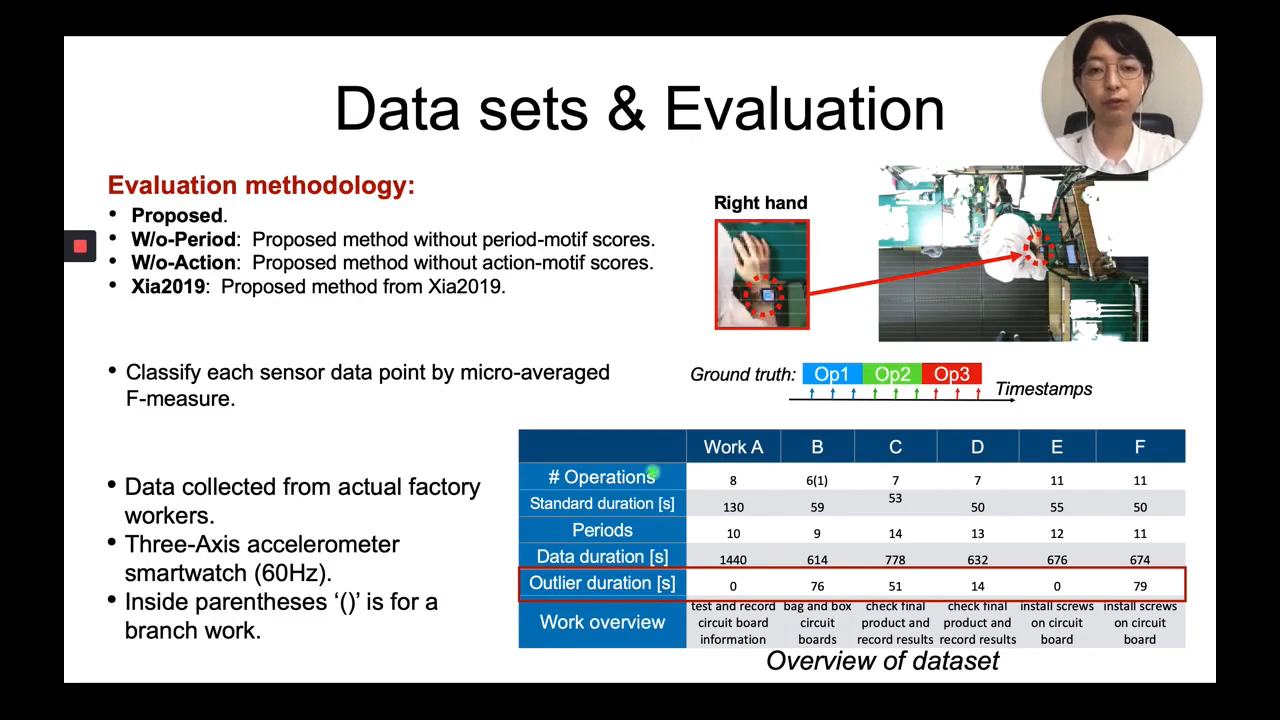 Data sets & Evaluation
Evaluation methodology:
• Proposed.
• W/o-Period: Proposed method without period-motif scores.
• W/o-Action: Proposed method without action-motif scores.
• Xia2019: Proposed method from Xia2019.
Right hand
• Classify each sensor data point by micro-averaged
F-measure.
Ground truth: Op1 Op2 Op3
Timestamps
• Data collected from actual factory
workers.
• Three-Axis accelerometer
smartwatch (60Hz).
• Inside parentheses ‘()’ is for a
branch work.
Work A B C D E F
# Operations 8 6(1) 7 7 11 11
Standard duration [s] 130 59 53 50 55 50
Periods 10 9 14 13 12 11
Data duration [s] 1440 614 778 632 676 674
Outlier duration [s] 0 76 51 14 0 79
Work overview
test and record circuit board information
bag and box circuit boards
check final product and record results
check final product and record results
install screws on circuit board
install screws on circuit board
Overview of dataset